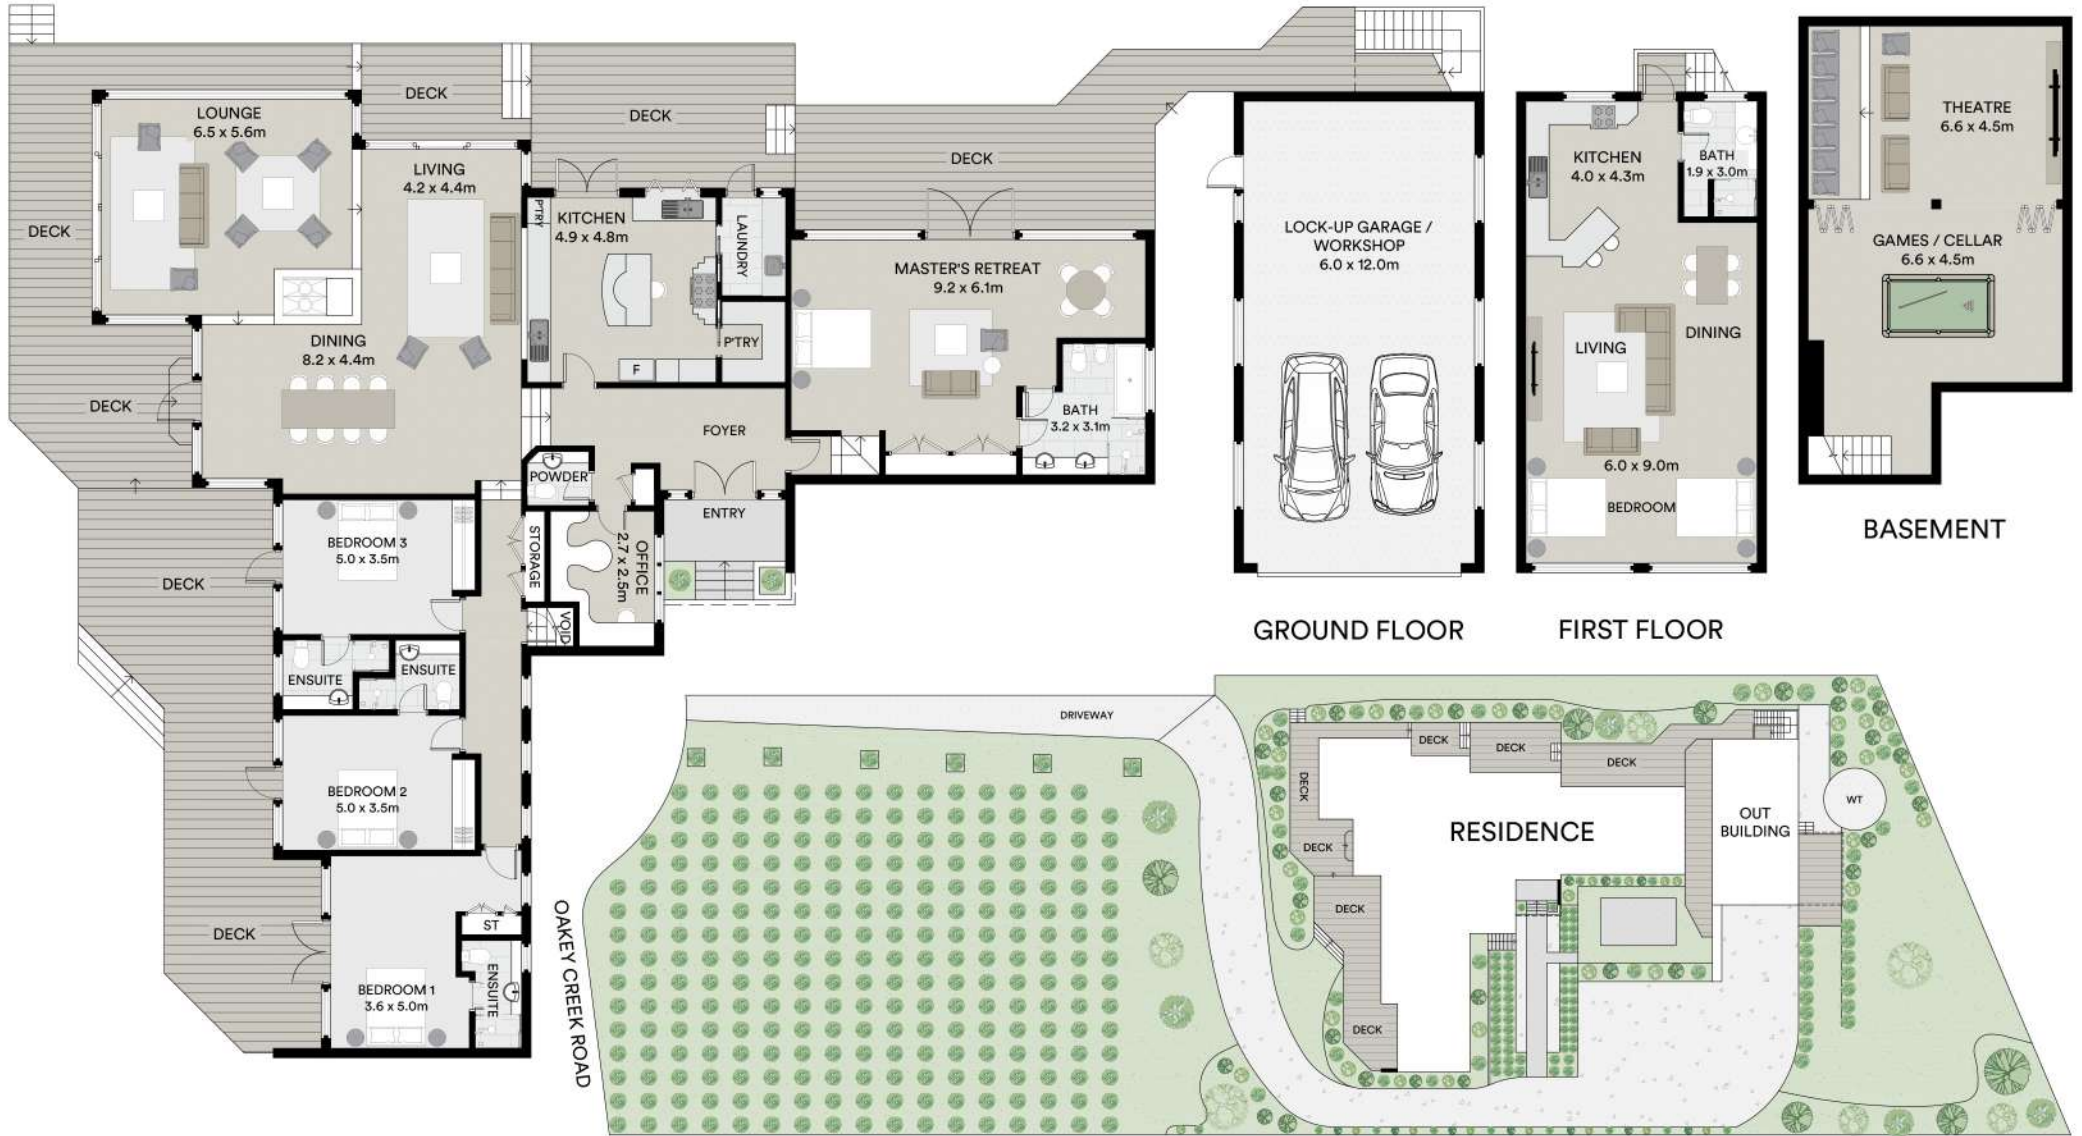 LOUNGE
6.5 x 5.6m
DECK
LIVING
4.2 x 4.4m
DECK
DECK
P'TRY
KITCHEN
4.9 x 4.8m
LAUNDRY
DECK
DINING
8.2 x 4.4m
F
P'TRY
MASTER'S RETREAT
9.2 x 6.1m
DECK
FOYER
BATH
3.2 x 3.1m
POWDER
ENTRY
STORAGE
OFFICE
2.7 x 2.5m
VOID
BEDROOM 3
5.0 x 3.5m
DECK
ENSUITE
ENSUITE
BEDROOM 2
5.0 x 3.5m
DECK
ST
BEDROOM 1
3.6 x 5.0m
ENSUITE
LOCK-UP GARAGE /
WORKSHOP
6.0 x 12.0m
GROUND FLOOR
KITCHEN
4.0 x 4.3m
BATH
1.9 x 3.0m
LIVING
DINING
6.0 x 9.0m
BEDROOM
FIRST FLOOR
THEATRE
6.6 x 4.5m
GAMES / CELLAR
6.6 x 4.5m
BASEMENT
DRIVEWAY
DECK
DECK
DECK
DECK
RESIDENCE
OUT
BUILDING
WT
DECK
DECK
DECK
OAKEY CREEK ROAD